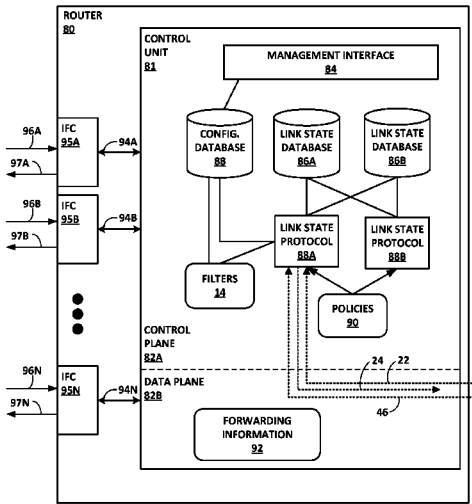 ROUTER
80
CONTROL
UNIT
81
MANAGEMENT INTERFACE
84
CONFIG.
DATABASE
88
LINK STATE
DATABASE
86A
LINK STATE
DATABASE
86B
96A
97A
IFC
95A
94A
96B
97B
IFC
95B
94B
LINK STATE
PROTOCOL
88A
LINK STATE
PROTOCOL
88B
FILTERS
14
POLICIES
90
CONTROL
PLANE
82A
DATA PLANE
82B
24
22
46
96N
97N
IFC
95N
94N
FORWARDING
INFORMATION
92